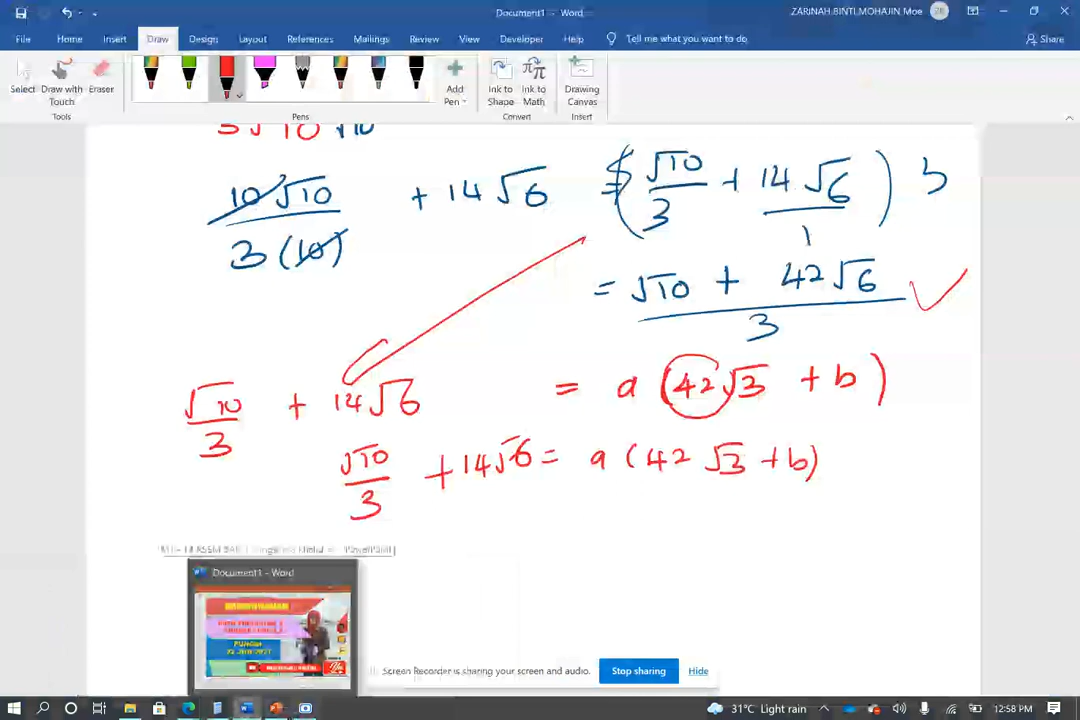 Document1 - Word
ZARINAH.BINTI.MOHAJIN Moe
File Home Insert Draw Design Layout References Mailings Review View Developer Help Tell me what you want to do Share
Select Draw with Touch Eraser Add Pen Ink to Shape Ink to Math Drawing Canvas
Tools Pens Convert Insert
3√10 √10
10√10 / 3(10) + 14√6 = (√10/3 + 14√6/1) b
= (√10 + 42√6) / 3 ✓
√10/3 + 14√6 = a (42√3 + b)
√10/3 + 14√6 = a (42√3 + b)
Document1 - Word
Screen Recorder is sharing your screen and audio. Stop sharing Hide
31°C Light rain 12:58 PM